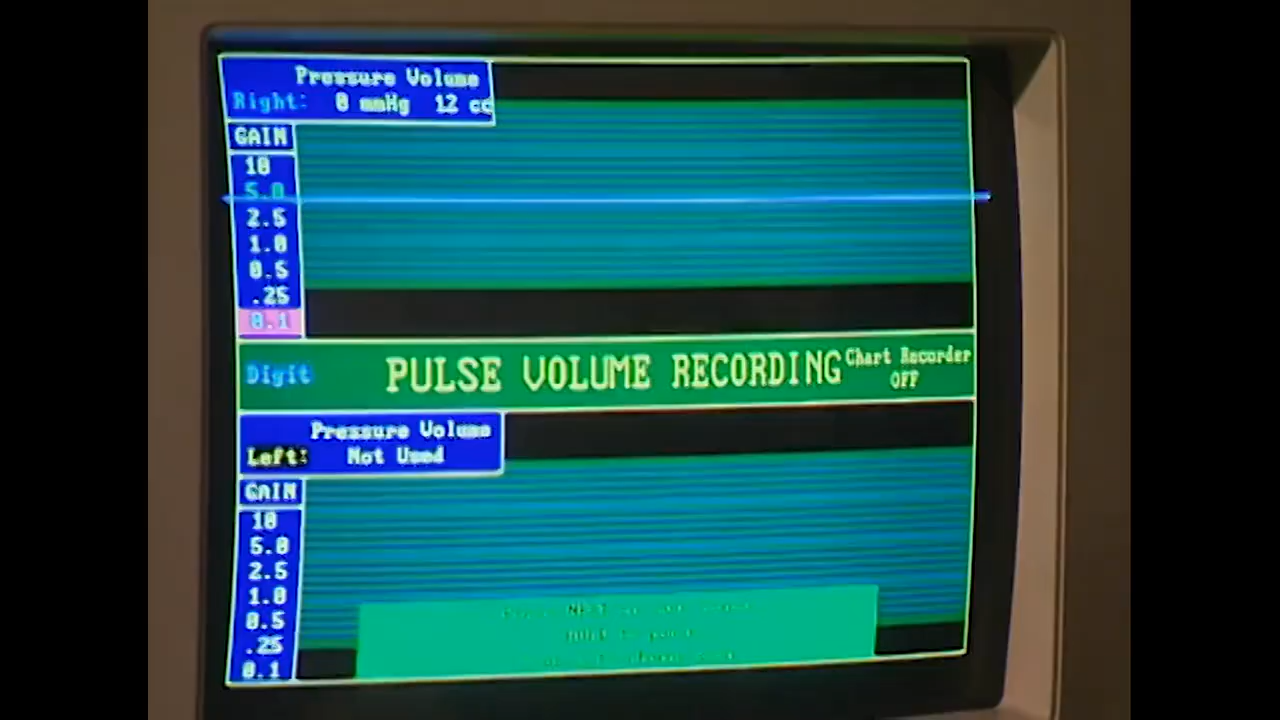 Pressure Volume
Right: 0 mmHg 12 cc
GAIN
10
5.0
2.5
1.0
0.5
.25
0.1
Digit
PULSE VOLUME RECORDING
Chart Recorder
OFF
Pressure Volume
Left: Not Used
GAIN
10
5.0
2.5
1.0
0.5
.25
0.1